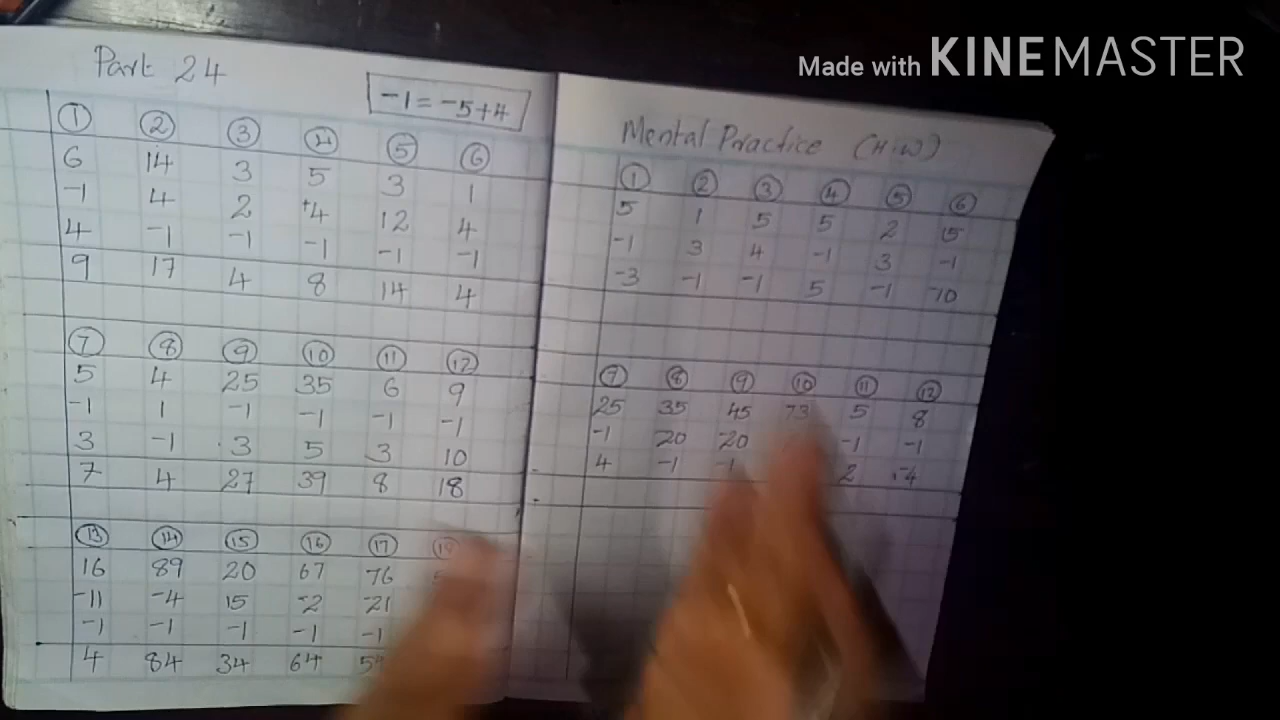 Made with KINEMASTER
Part 24
-1 = -5+4
① ② ③ ④ ⑤ ⑥
6 14 3 5 3 1
-1 4 2 +4 12 4
4 -1 -1 -1 -1 -1
9 17 4 8 14 4
⑦ ⑧ ⑨ ⑩ ⑪ ⑫
5 4 25 35 6 9
-1 1 -1 -1 -1 -1
3 -1 3 5 3 10
7 4 27 39 8 18
⑬ ⑭ ⑮ ⑯ ⑰
16 89 20 67 76
-11 -4 15 -2 -21
-1 -1 -1 -1 -1
4 84 34 64
Mental Practice (H.W)
① ② ③ ④ ⑤ ⑥
5 1 5 5 2 15
-1 3 4 -1 3 -1
-3 -1 -1 5 -1 -10
⑦ ⑧ ⑨ ⑩ ⑪ ⑫
25 35 45 73 5 8
-1 20 -20 -1 -1
4 -1 -1 2 -4